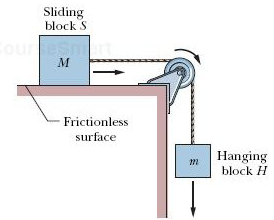 Sliding
block S
M
Frictionless
surface
m
Hanging
block H